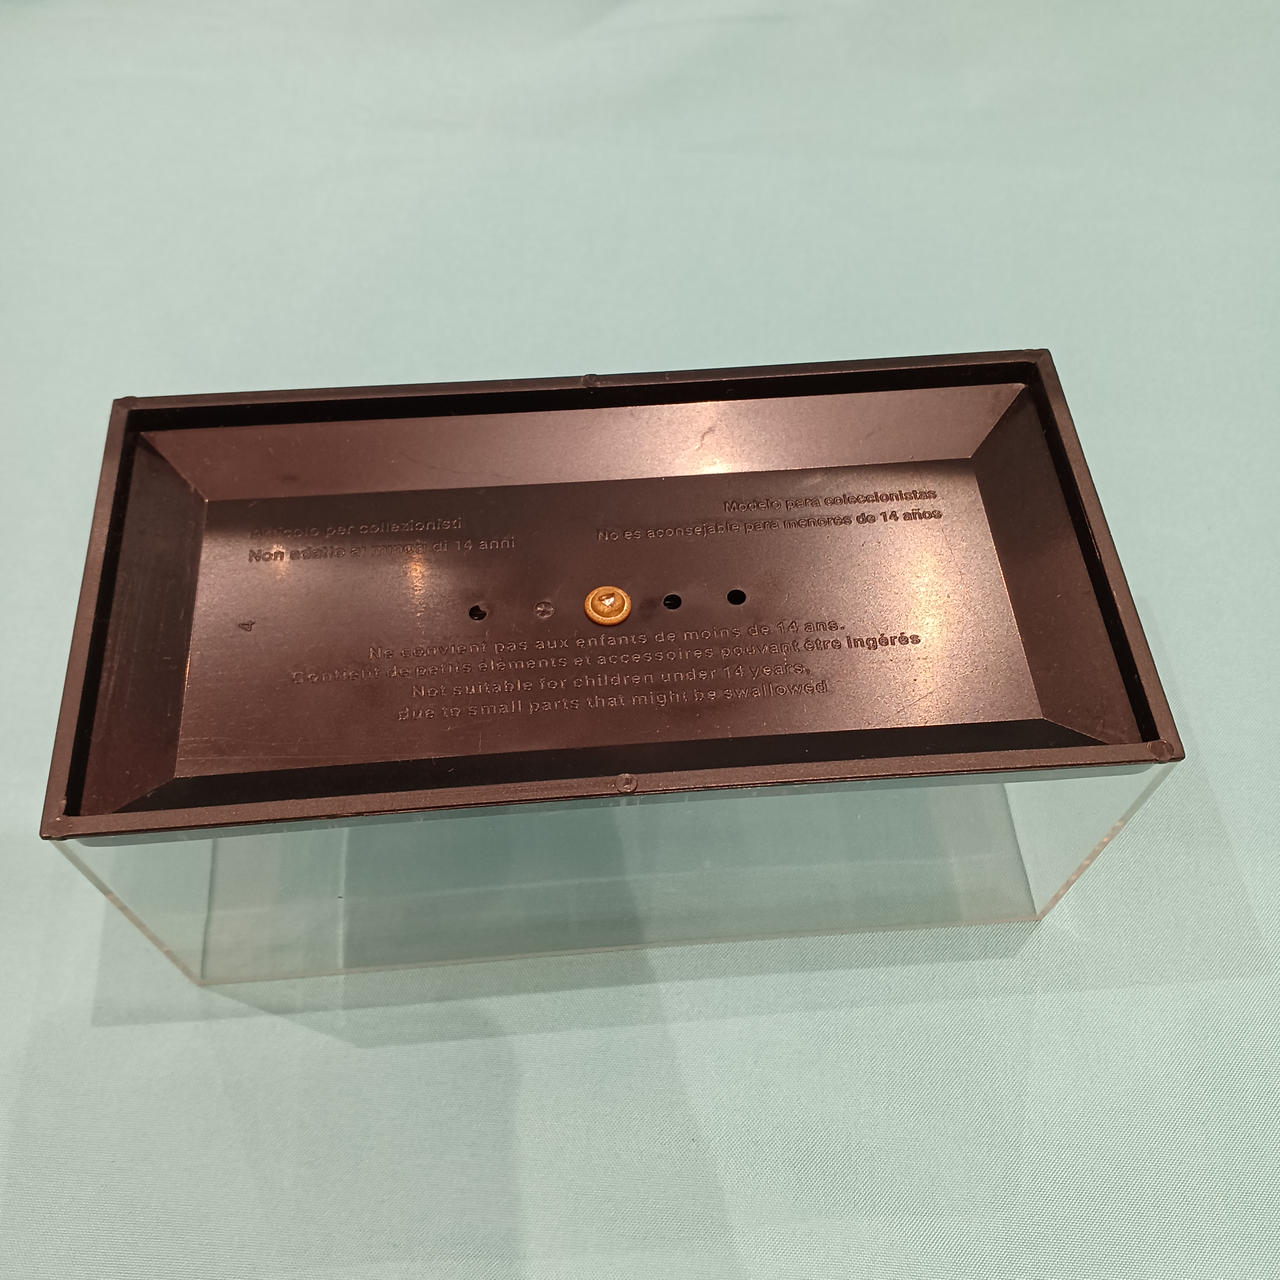 Articolo per collezionisti
Non adatto ai minori di 14 anni
Modelo para coleccionistas
No es aconsejable para menores de 14 años
4
Ne convient pas aux enfants de moins de 14 ans.
Contient de petits éléments et accessoires pouvant être ingérés
Not suitable for children under 14 years,
due to small parts that might be swallowed